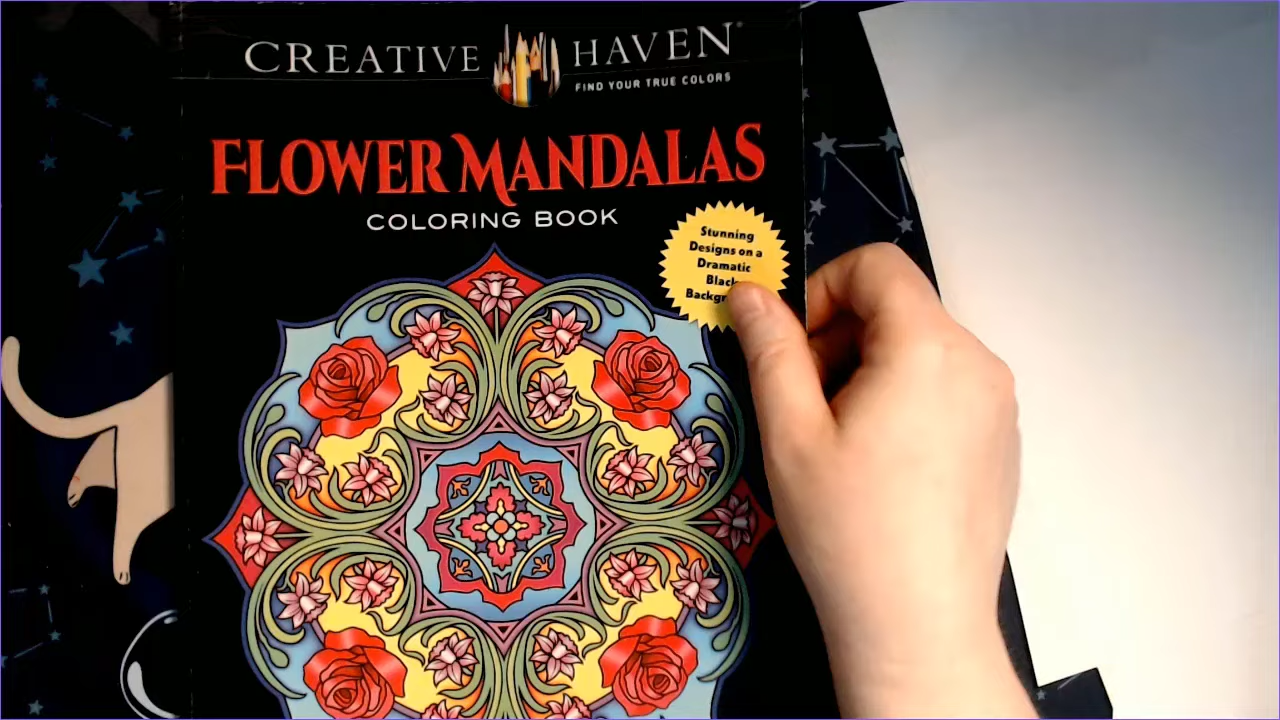 CREATIVE HAVEN
FIND YOUR TRUE COLORS
FLOWER MANDALAS
COLORING BOOK
Stunning
Designs on a
Dramatic